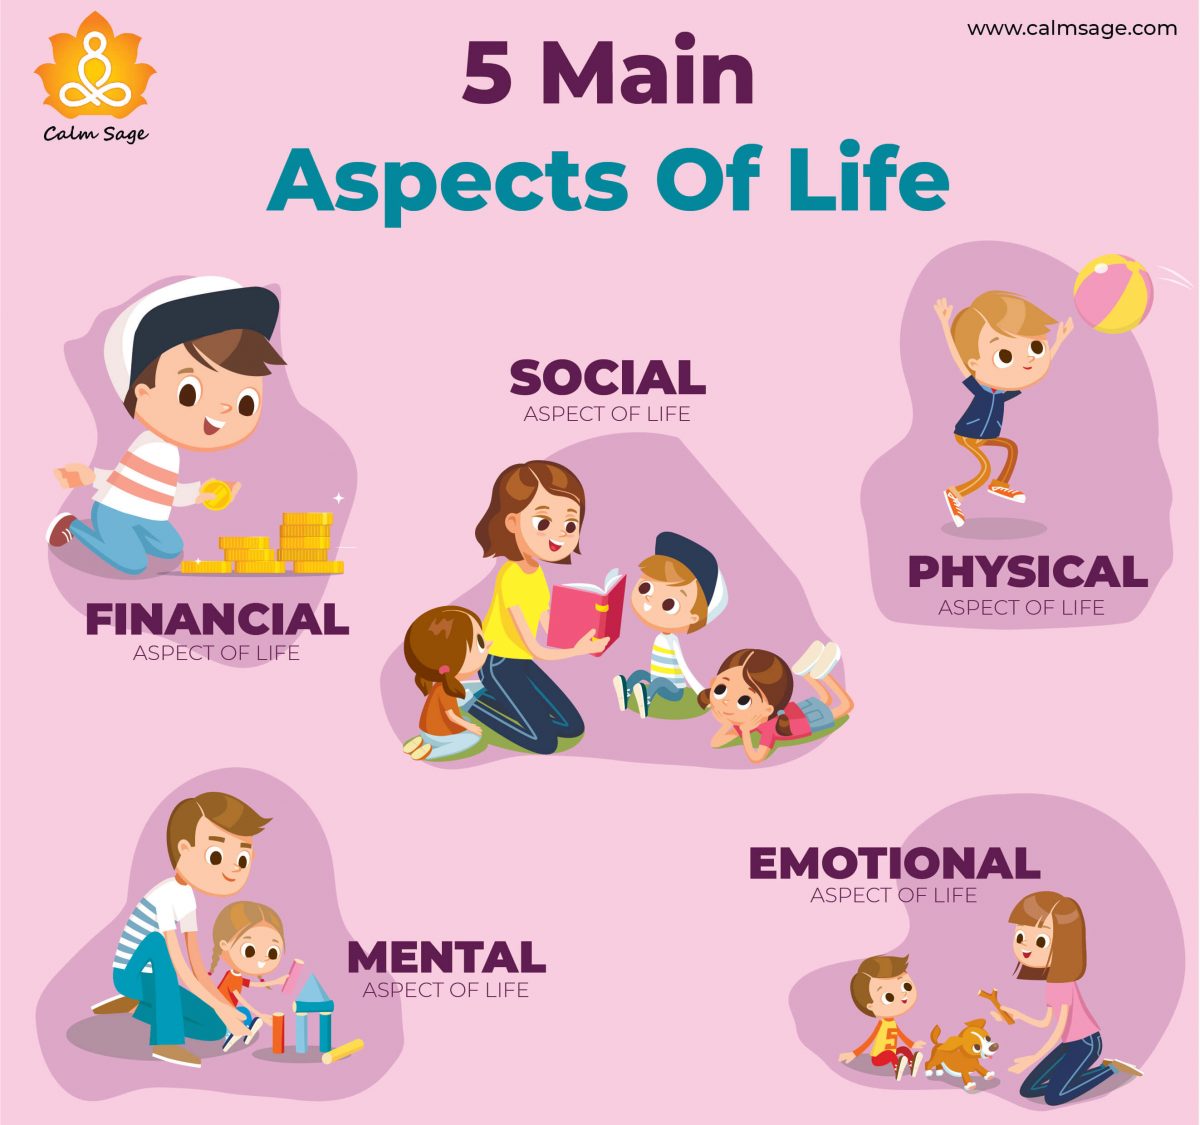 Calm Sage
www.calmsage.com
5 Main
Aspects Of Life
FINANCIAL
ASPECT OF LIFE
SOCIAL
ASPECT OF LIFE
PHYSICAL
ASPECT OF LIFE
MENTAL
ASPECT OF LIFE
EMOTIONAL
ASPECT OF LIFE
5